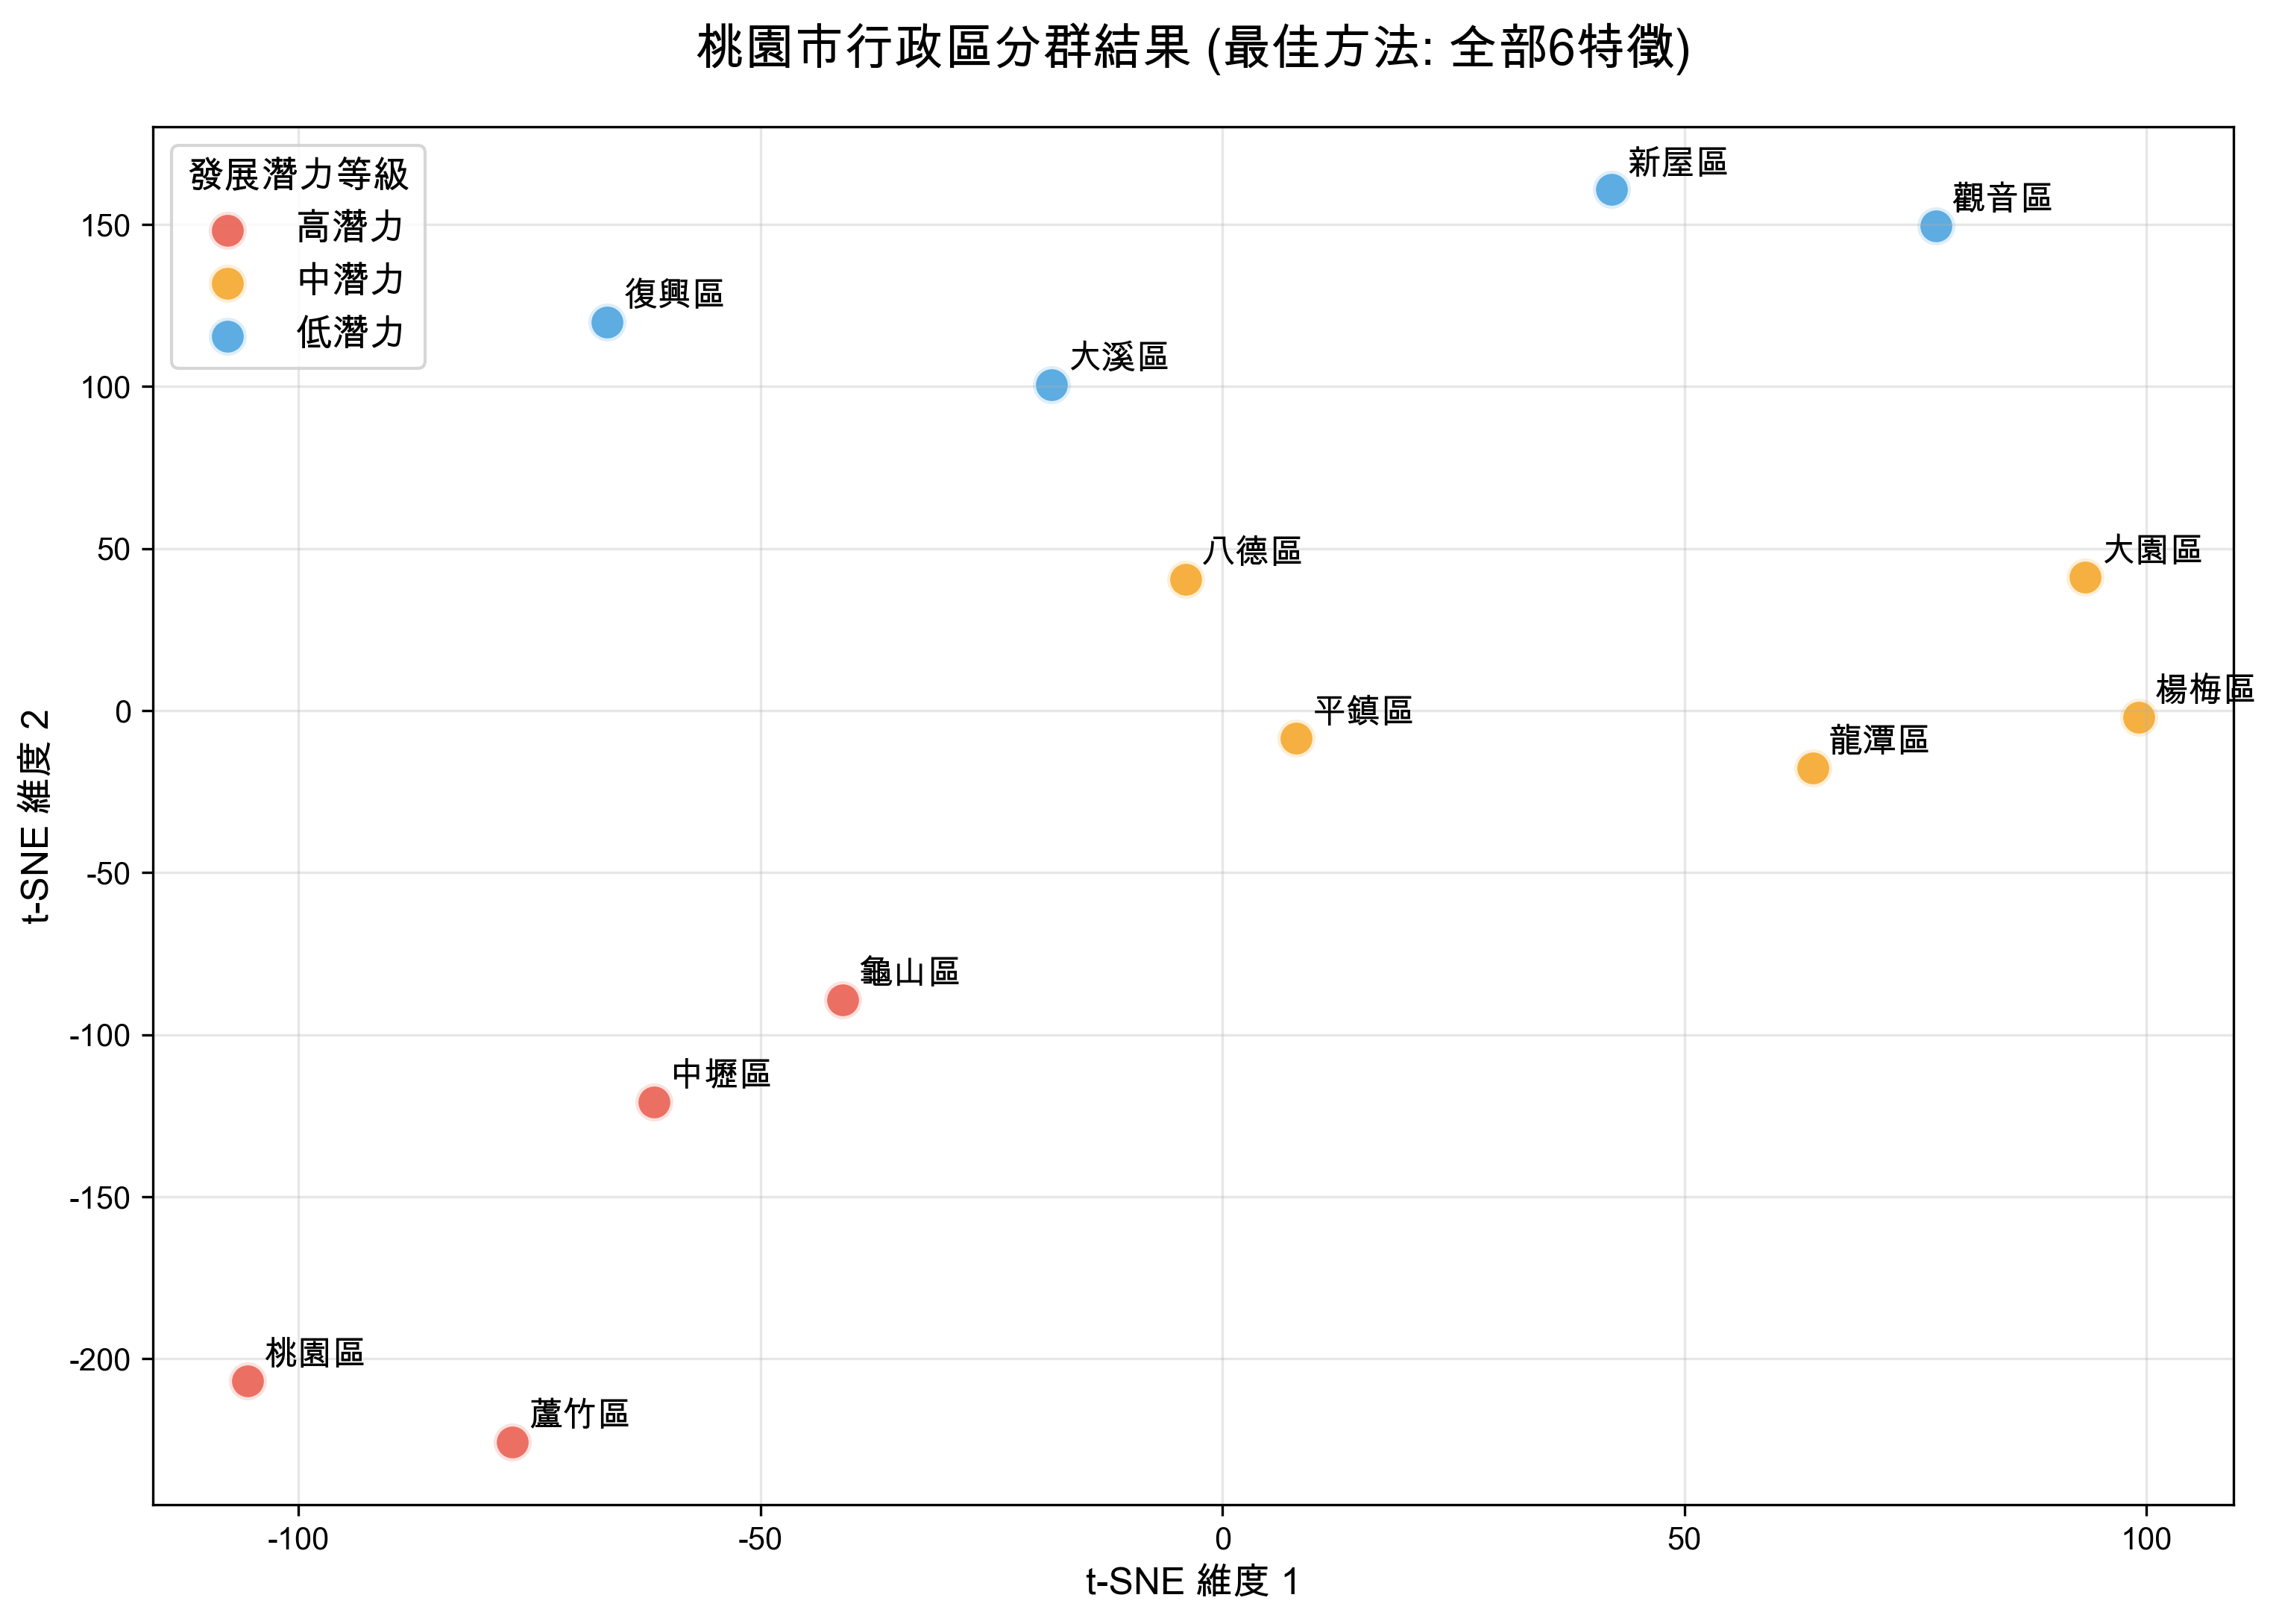 桃園市行政區分群結果 (最佳方法: 全部6特徵)
發展潛力等級
高潛力
中潛力
低潛力
新屋區
觀音區
復興區
大溪區
八德區
大園區
楊梅區
平鎮區
龍潭區
龜山區
中壢區
桃園區
蘆竹區
150
100
50
0
-50
-100
-150
-200
t-SNE 維度 2
-100
-50
0
50
100
t-SNE 維度 1